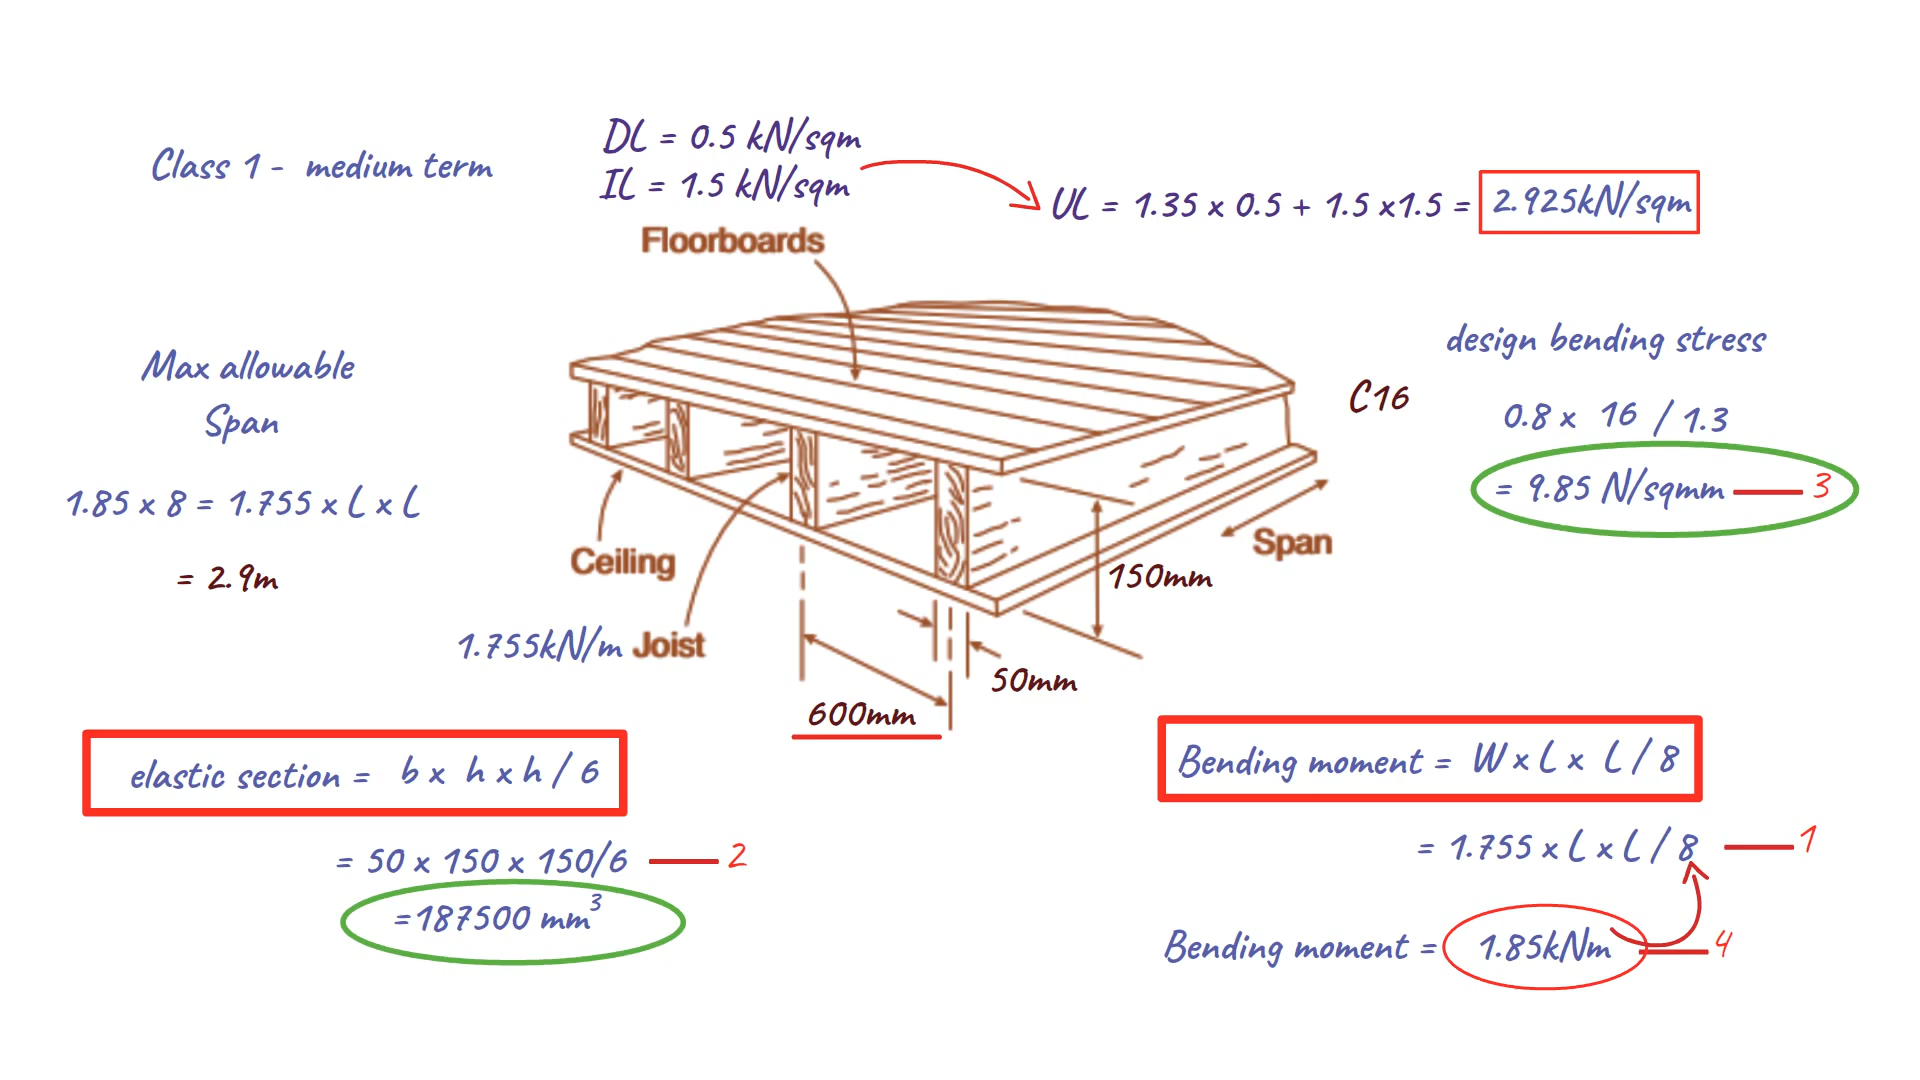 Class 1 - medium term
DL = 0.5 kN/sqm
IL = 1.5 kN/sqm
UL = 1.35 x 0.5 + 1.5 x1.5 = 2.925kN/sqm
Floorboards
Max allowable
Span
1.85 x 8 = 1.755 x L x L
= 2.9m
C16
design bending stress
0.8 x 16 / 1.3
= 9.85 N/sqmm 3
Ceiling
Span
150mm
1.755kN/m Joist
50mm
600mm
elastic section = b x h x h / 6
= 50 x 150 x 150/6 2
=187500 mm³
Bending moment = W x L x L / 8
= 1.755 x L x L / 8 1
Bending moment = 1.85kNm 4